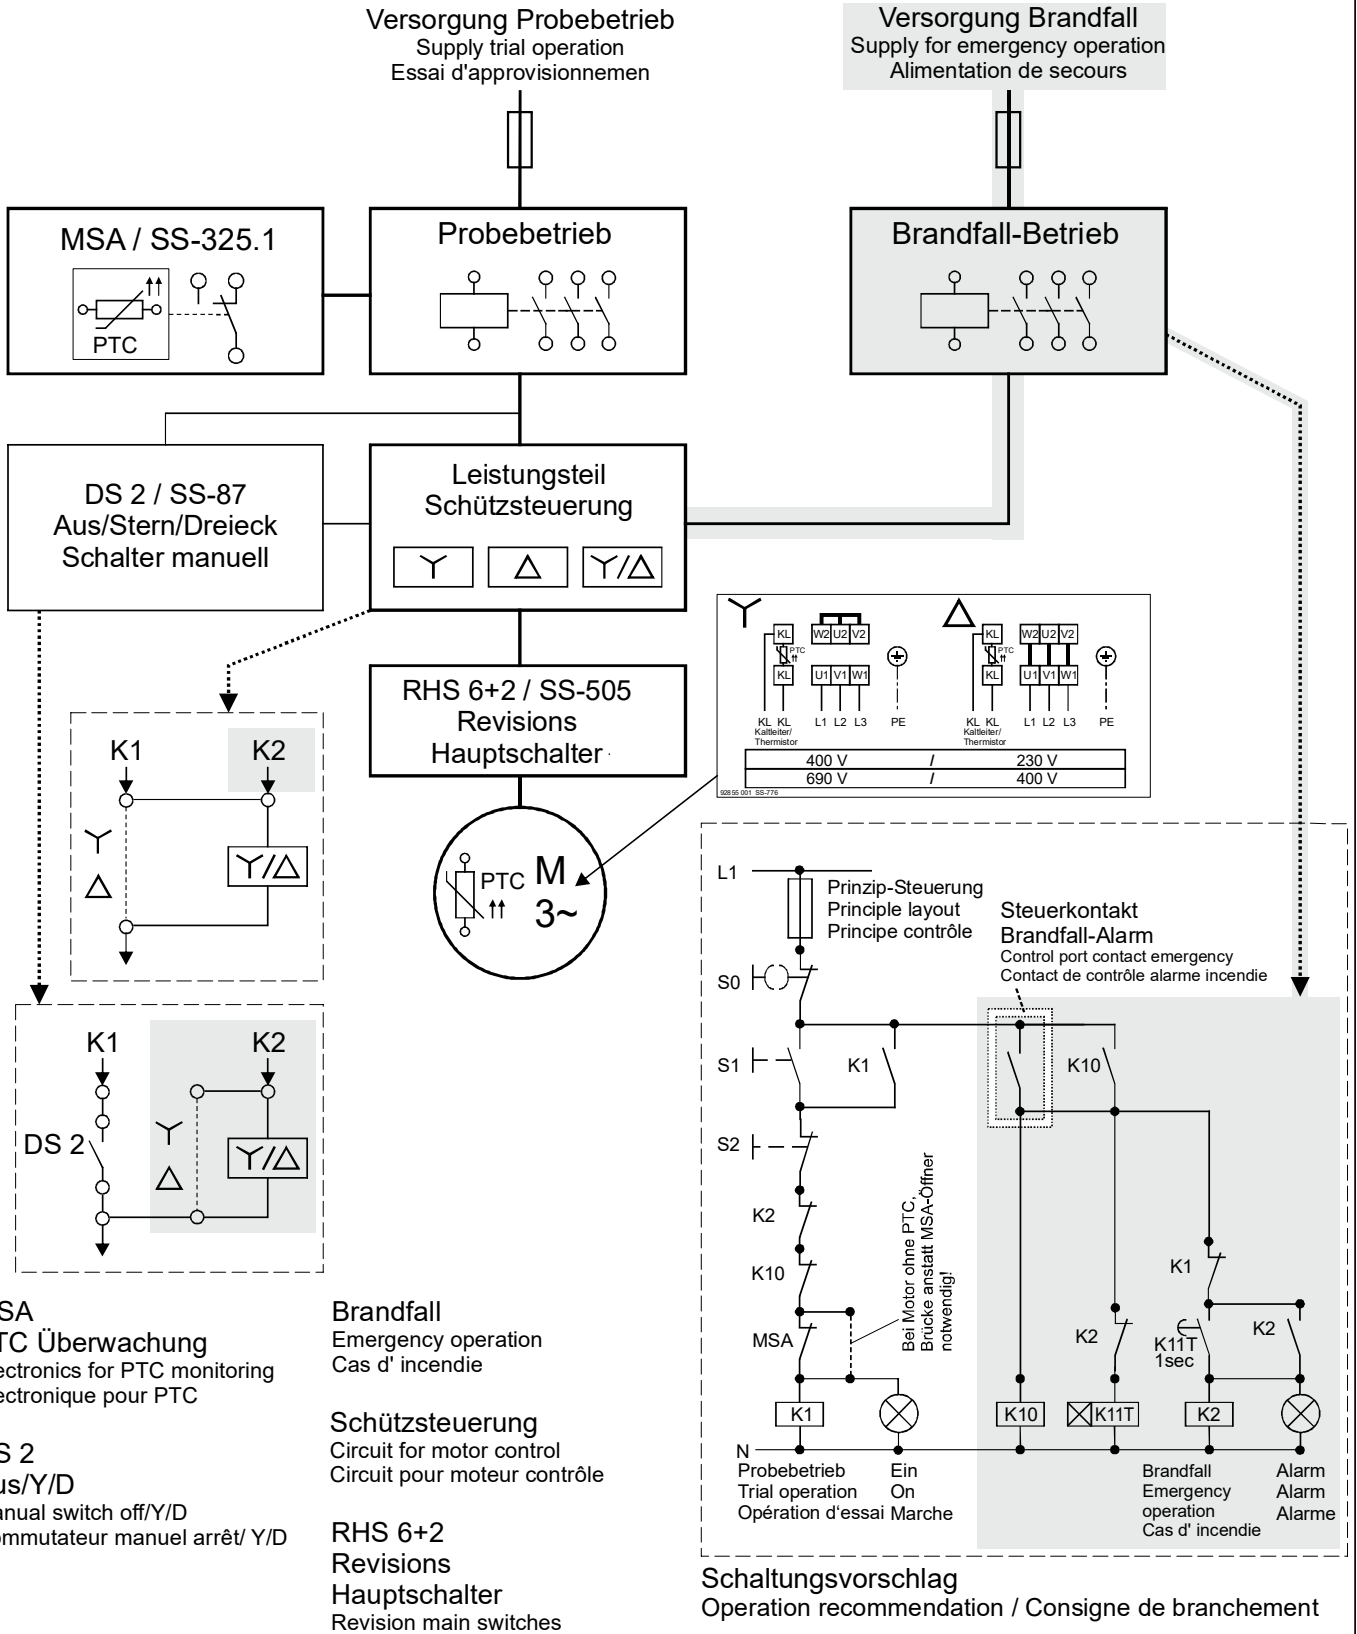 Versorgung Probebetrieb
Supply trial operation
Essai d'approvisionnemen
Versorgung Brandfall
Supply for emergency operation
Alimentation de secours
MSA / SS-325.1
PTC
Probebetrieb
Brandfall-Betrieb
DS 2 / SS-87
Aus/Stern/Dreieck
Schalter manuell
Leistungsteil
Schützsteuerung
RHS 6+2 / SS-505
Revisions
Hauptschalter
PTC
M
3~
KL
PTC
KL
W2 U2 V2
U1 V1 W1
KL KL
Kaltleiter/
Thermistor
L1 L2 L3
PE
KL
PTC
KL
W2 U2 V2
U1 V1 W1
KL KL
Kaltleiter/
Thermistor
L1 L2 L3
PE
400 V / 230 V
690 V / 400 V
92855 001 SS-776
K1
K2
K1
K2
DS 2
L1
Prinzip-Steuerung
Principle layout
Principe contrôle
Steuerkontakt
Brandfall-Alarm
Control port contact emergency
Contact de contrôle alarme incendie
S0
S1
K1
K10
S2
K2
K10
MSA
Bei Motor ohne PTC,
Brücke anstatt MSA-Öffner
notwendig!
K1
K2
K11T
1sec
K2
K1
K10
K11T
K2
N
Probebetrieb
Trial operation
Opération d'essai
Ein
On
Marche
Brandfall
Emergency
operation
Cas d' incendie
Alarm
Alarm
Alarme
Schaltungsvorschlag
Operation recommendation / Consigne de branchement
SA
TC Überwachung
ectronics for PTC monitoring
ectronique pour PTC
S 2
us/Y/D
anual switch off/Y/D
ommutateur manuel arrêt/ Y/D
Brandfall
Emergency operation
Cas d' incendie
Schützsteuerung
Circuit for motor control
Circuit pour moteur contrôle
RHS 6+2
Revisions
Hauptschalter
Revision main switches